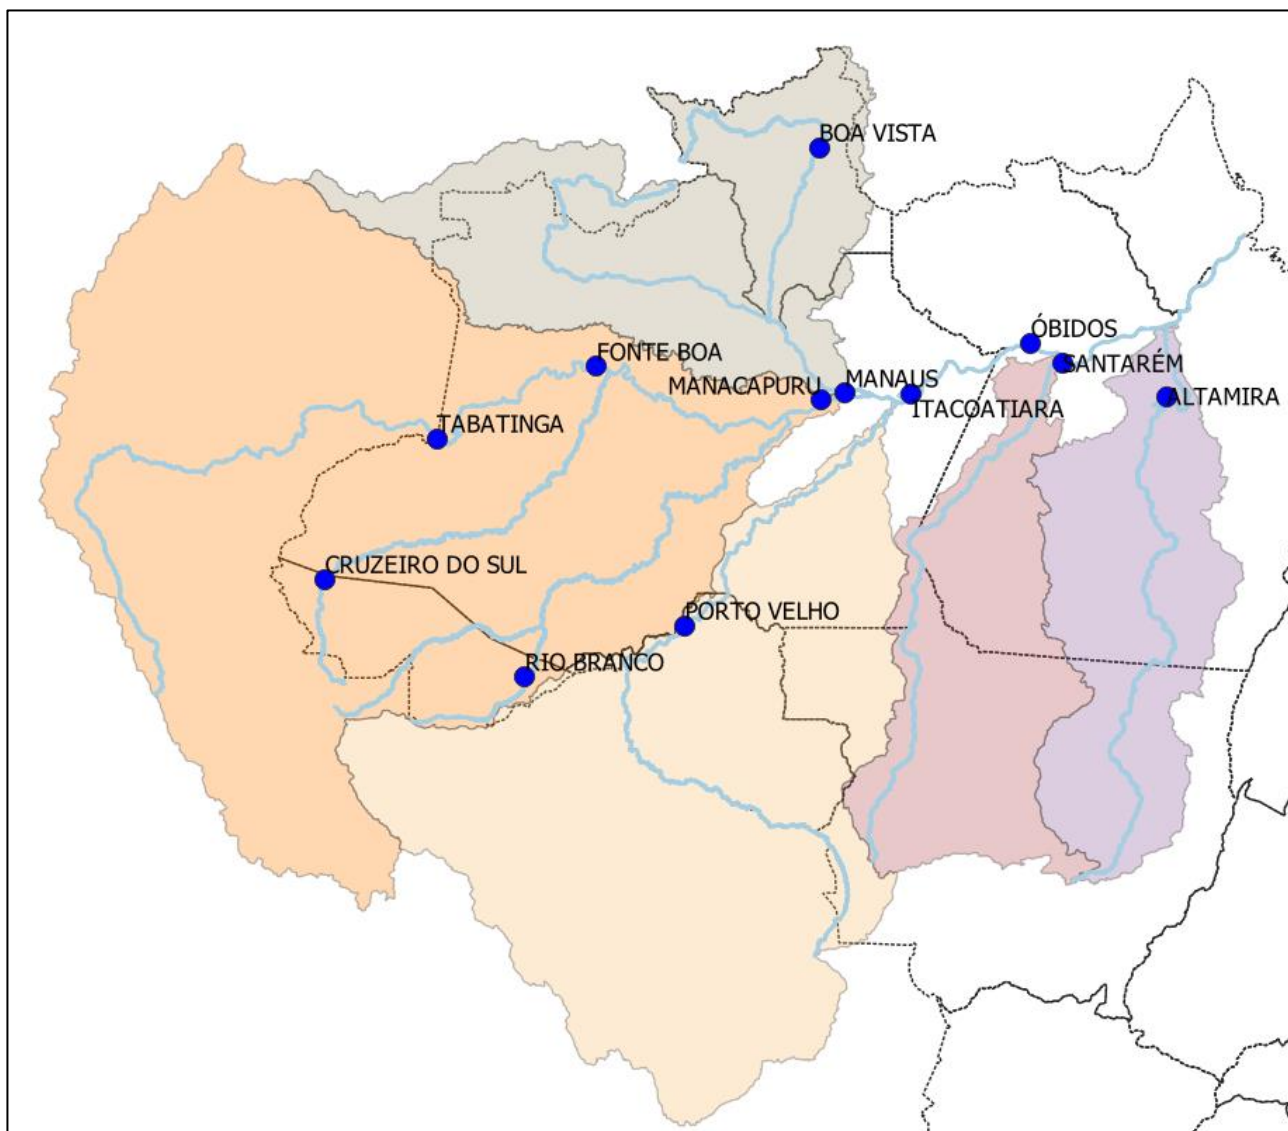 BOA VISTA
ÓBIDOS
FONTE BOA
SANTARÉM
MANACAPURU
MANAUS
ALTAMIRA
ITACOATIARA
TABATINGA
CRUZEIRO DO SUL
PORTO VELHO
RIO BRANCO